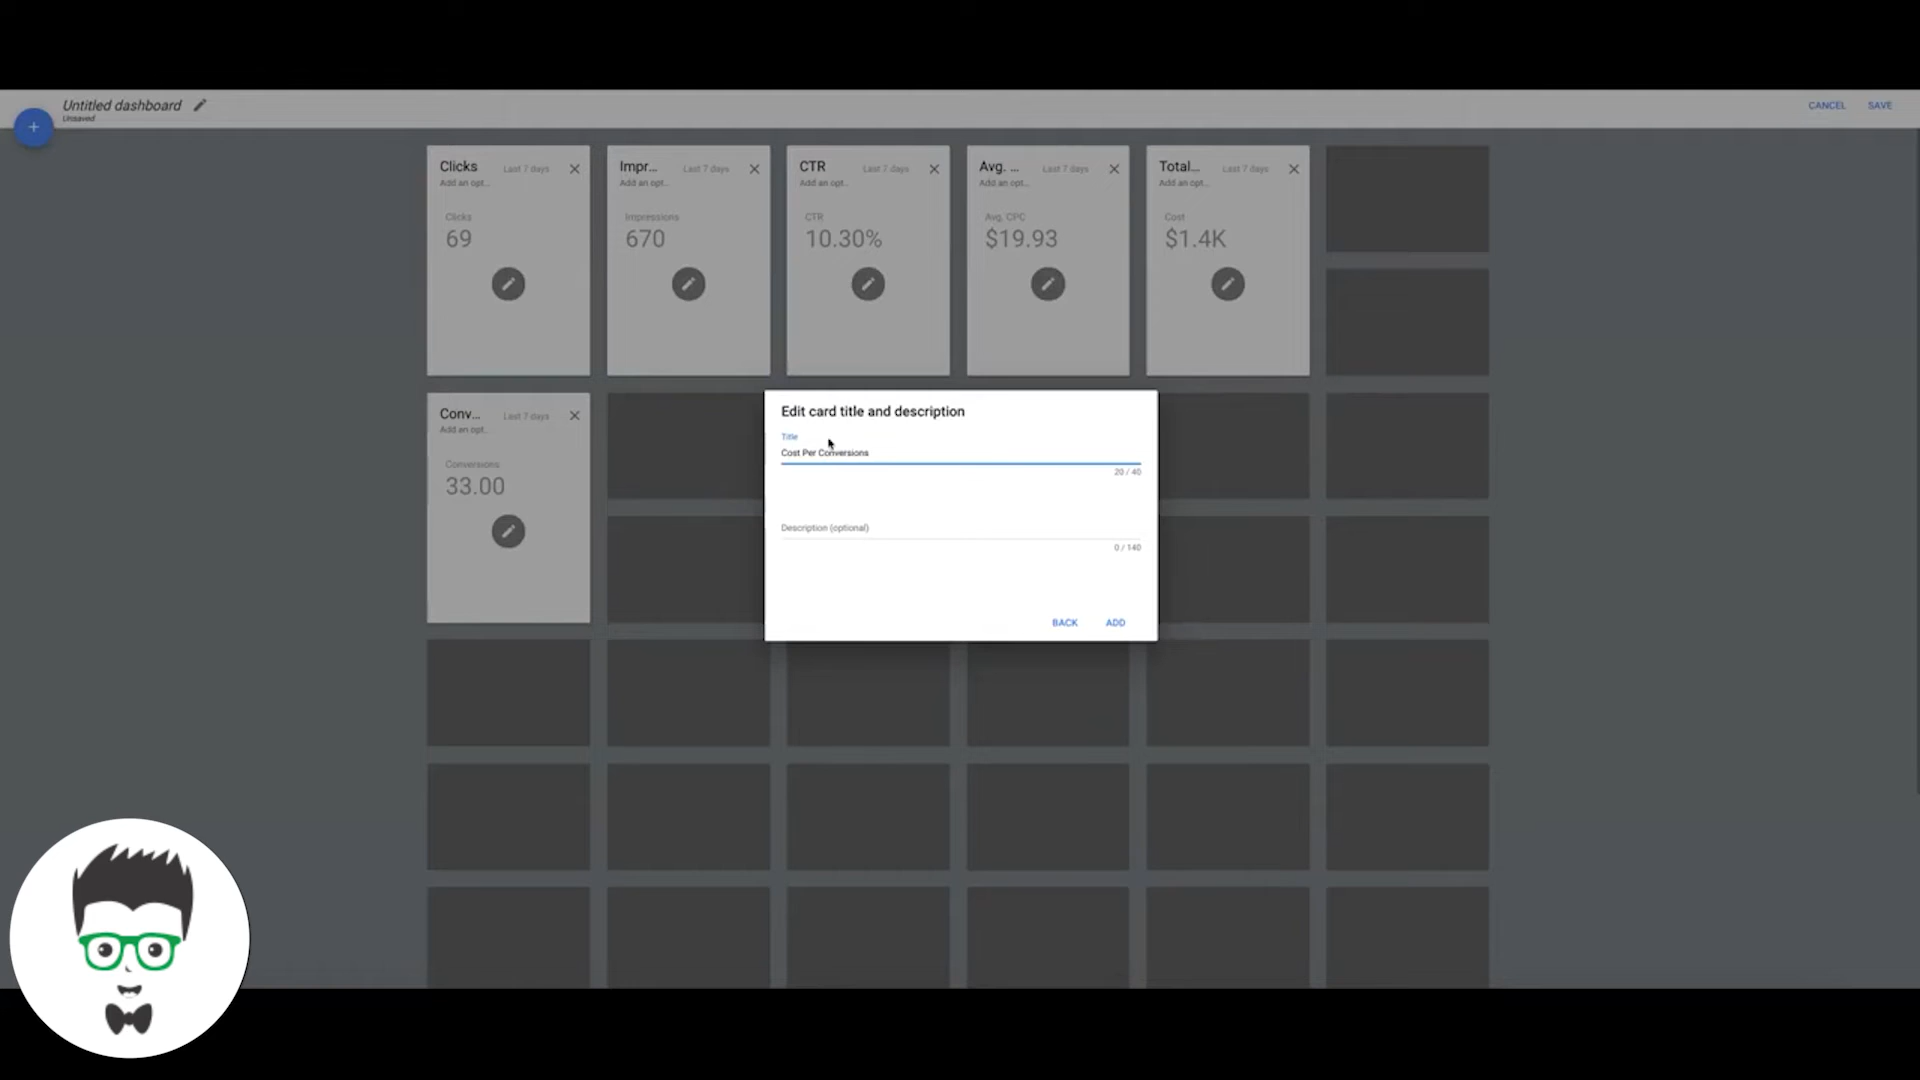 Untitled dashboard
Unsaved
CANCEL SAVE
Clicks Last 7 days
Add an opt...
Clicks
69
Impr... Last 7 days
Add an opt...
Impressions
670
CTR Last 7 days
Add an opt...
CTR
10.30%
Avg. ... Last 7 days
Add an opt...
Avg. CPC
$19.93
Total... Last 7 days
Add an opt...
Cost
$1.4K
Conv... Last 7 days
Add an opt...
Conversions
33.00
Edit card title and description
Title
Cost Per Conversions
20 / 40
Description (optional)
0 / 140
BACK ADD